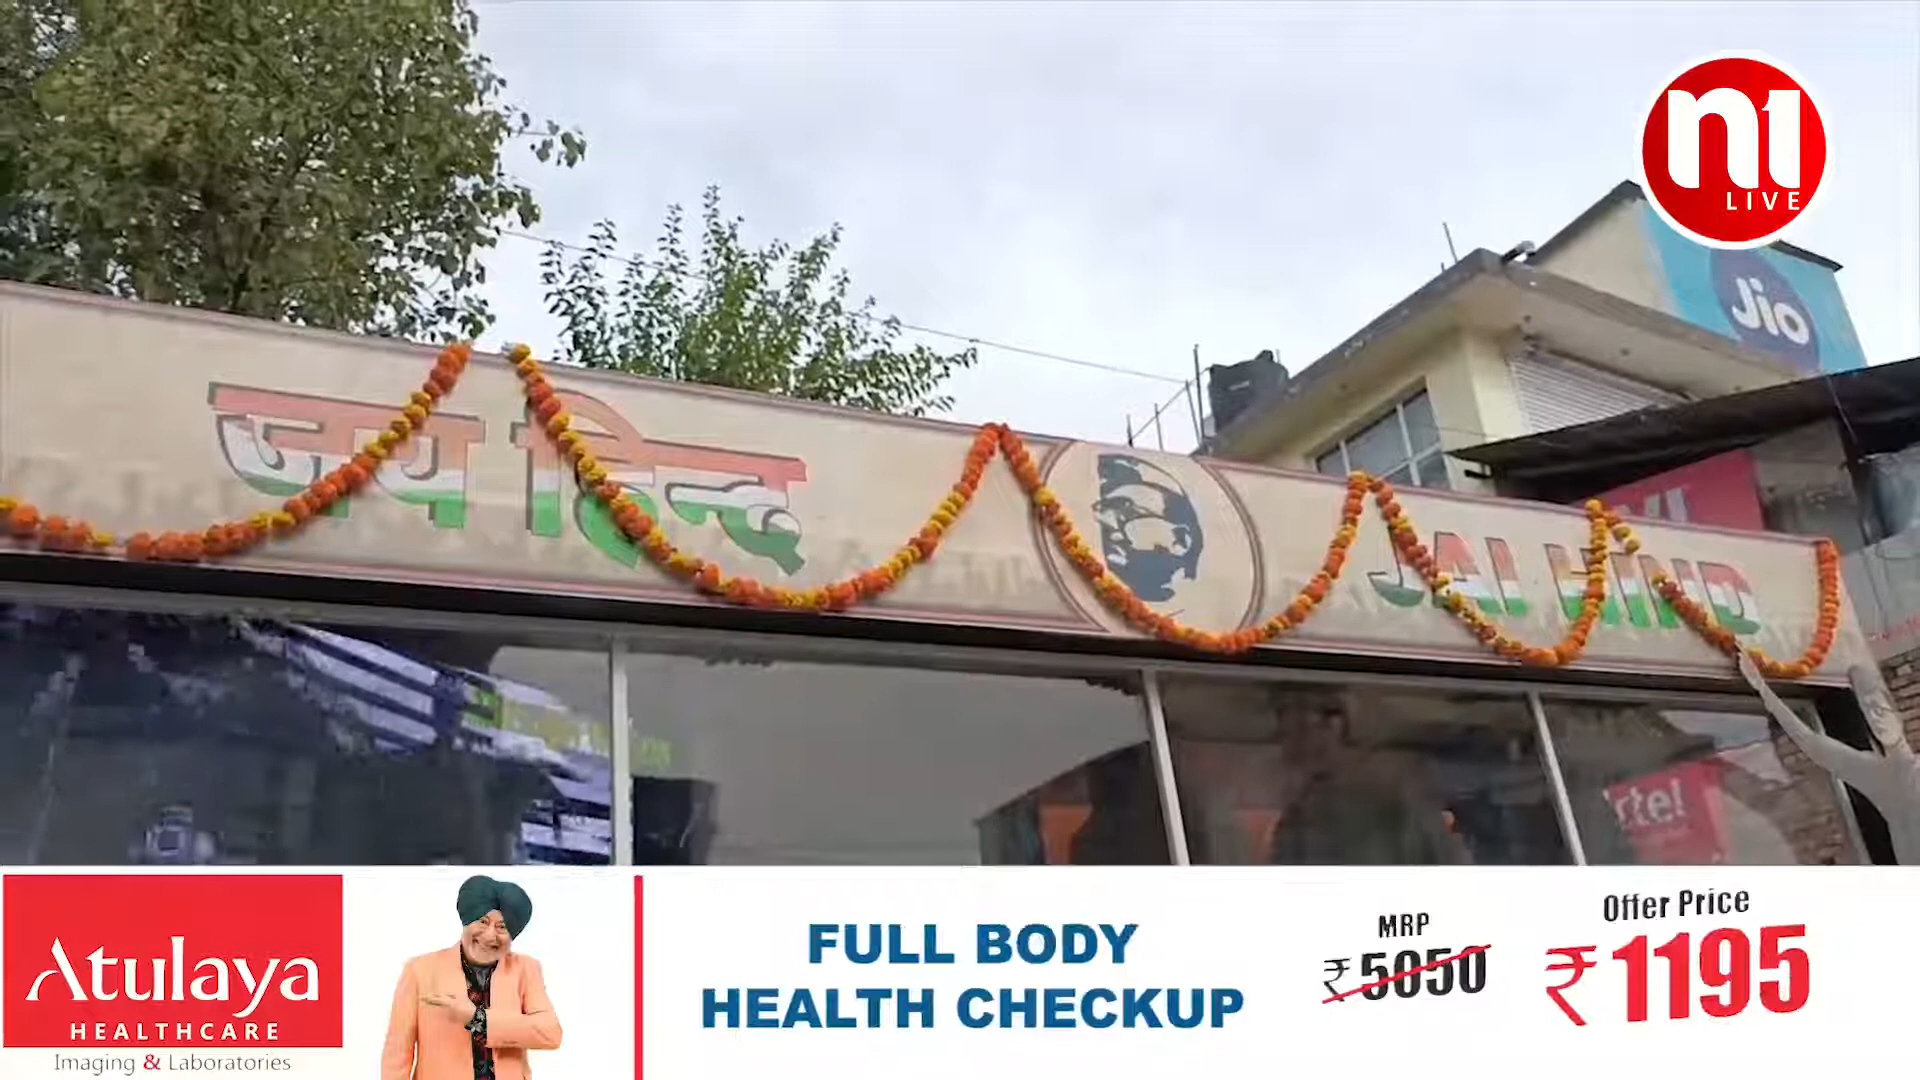 n1
LIVE
Jio
जय हिन्द
JAI HIND
Atulaya
HEALTHCARE
Imaging & Laboratories
FULL BODY
HEALTH CHECKUP
MRP
₹5050
Offer Price
₹1195